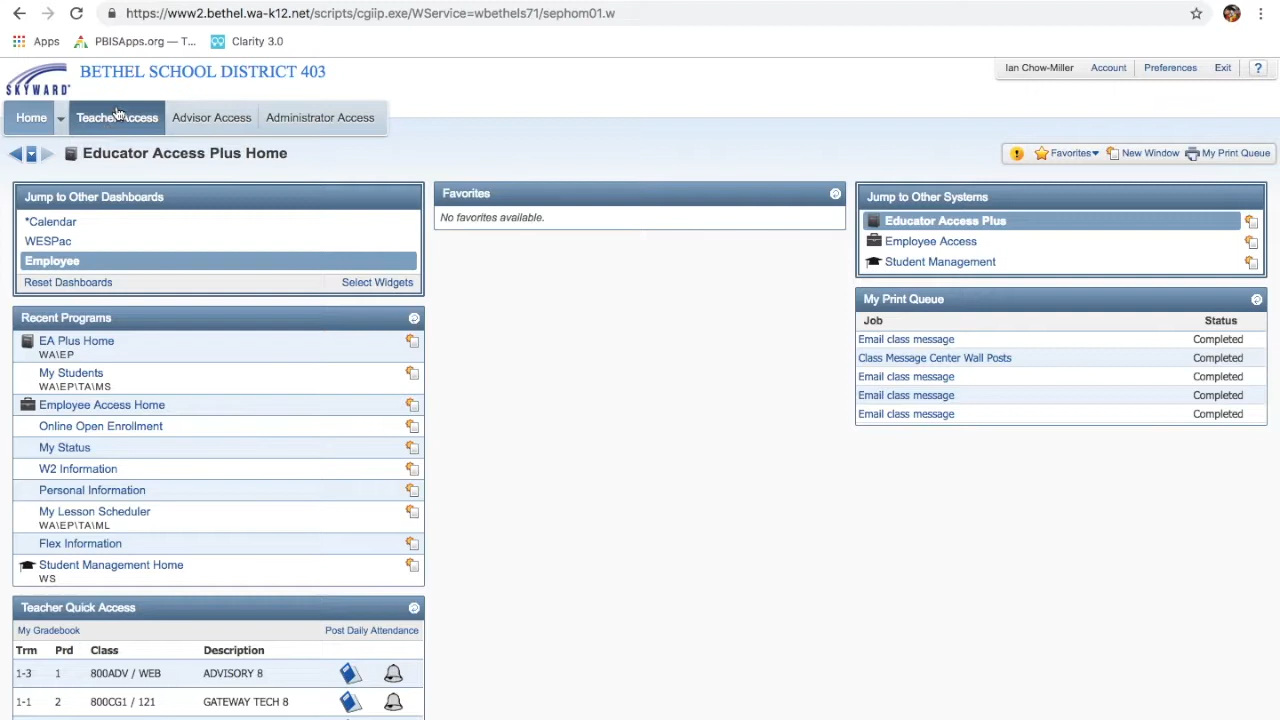 https://www2.bethel.wa-k12.net/scripts/cgiip.exe/WService=wbethels71/sephom01.w
Apps PBISApps.org — T... Clarity 3.0
SKYWARD
BETHEL SCHOOL DISTRICT 403
Ian Chow-Miller Account Preferences Exit ?
Home Teacher Access Advisor Access Administrator Access
Educator Access Plus Home
Favorites New Window My Print Queue
Jump to Other Dashboards
*Calendar
WESPac
Employee
Reset Dashboards Select Widgets
Recent Programs
EA Plus Home
WA\EP
My Students
WA\EP\TA\MS
Employee Access Home
Online Open Enrollment
My Status
W2 Information
Personal Information
My Lesson Scheduler
WA\EP\TA\ML
Flex Information
Student Management Home
WS
Teacher Quick Access
My Gradebook Post Daily Attendance
Trm Prd Class Description
1-3 1 800ADV / WEB ADVISORY 8
1-1 2 800CG1 / 121 GATEWAY TECH 8
Favorites
No favorites available.
Jump to Other Systems
Educator Access Plus
Employee Access
Student Management
My Print Queue
Job Status
Email class message Completed
Class Message Center Wall Posts Completed
Email class message Completed
Email class message Completed
Email class message Completed